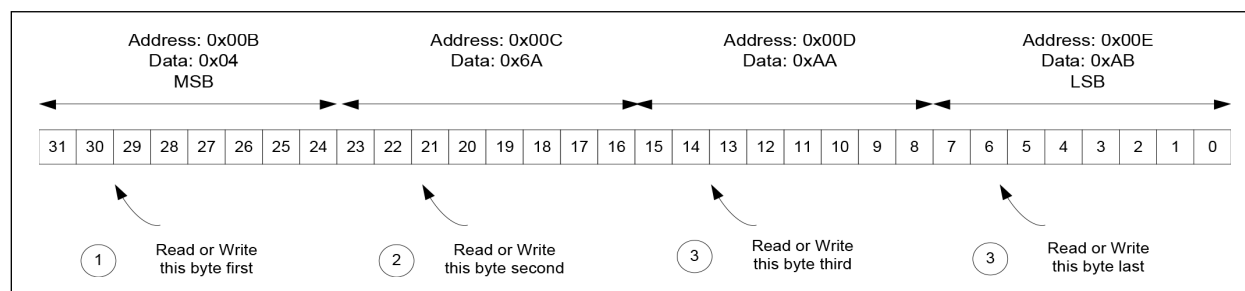 Address: 0x00B
Data: 0x04
MSB
Address: 0x00C
Data: 0x6A
Address: 0x00D
Data: 0xAA
Address: 0x00E
Data: 0xAB
LSB
31 30 29 28 27 26 25 24 23 22 21 20 19 18 17 16 15 14 13 12 11 10 9 8 7 6 5 4 3 2 1 0
1
Read or Write
this byte first
2
Read or Write
this byte second
3
Read or Write
this byte third
3
Read or Write
this byte last